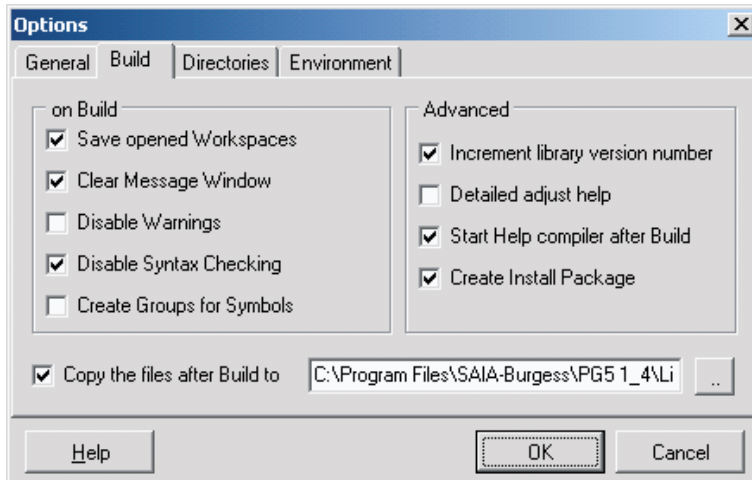 Options
General Build Directories Environment
on Build
Save opened Workspaces
Clear Message Window
Disable Warnings
Disable Syntax Checking
Create Groups for Symbols
Advanced
Increment library version number
Detailed adjust help
Start Help compiler after Build
Create Install Package
Copy the files after Build to C:\Program Files\SAIA-Burgess\PG5 1_4\Li ..
Help OK Cancel